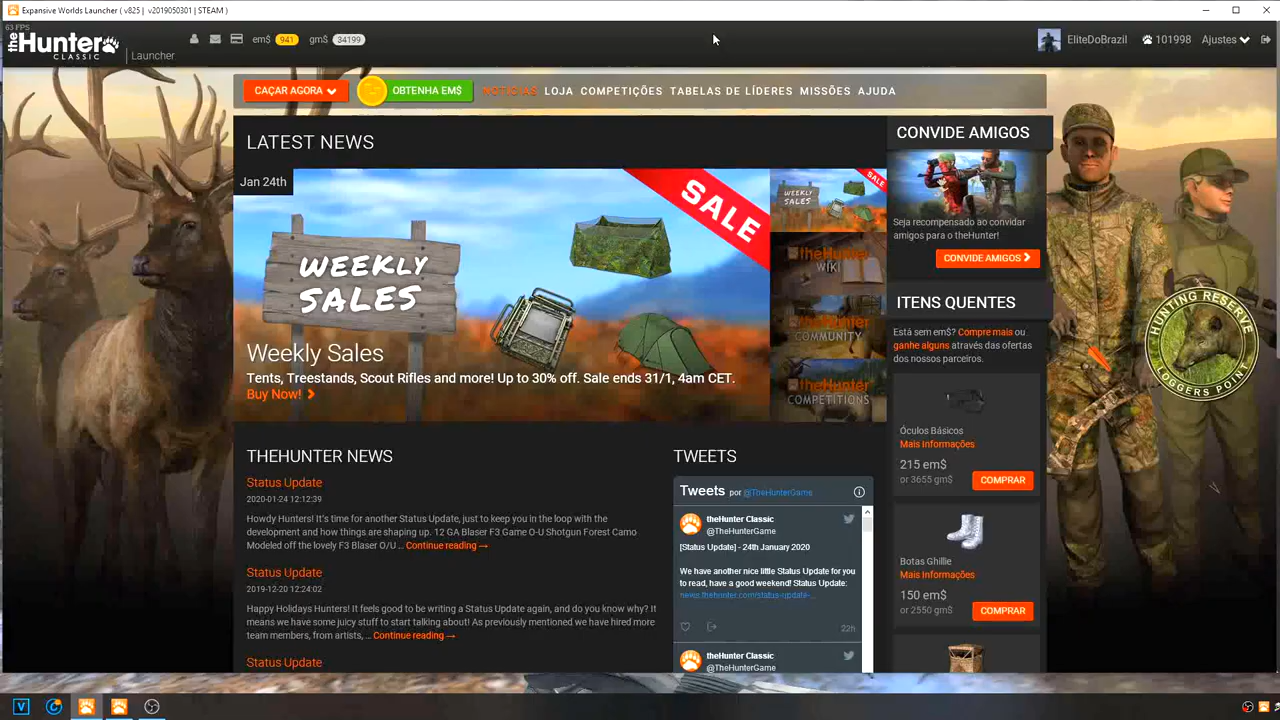 Expansive Worlds Launcher ( v825 | v2019050301 | STEAM )
63 FPS
theHunter
CLASSIC
Launcher
em$ 941 gm$ 34199
EliteDoBrazil 101998 Ajustes
CAÇAR AGORA
OBTENHA EM$
NOTÍCIAS LOJA COMPETIÇÕES TABELAS DE LÍDERES MISSÕES AJUDA
LATEST NEWS
Jan 24th
SALE
WEEKLY
SALES
Weekly Sales
Tents, Treestands, Scout Rifles and more! Up to 30% off. Sale ends 31/1, 4am CET.
Buy Now!
WEEKLY
SALES
SALE
theHunter
WIKI
theHunter
COMMUNITY
theHunter
COMPETITIONS
THEHUNTER NEWS
Status Update
2020-01-24 12:12:39
Howdy Hunters! It's time for another Status Update, just to keep you in the loop with the
development and how things are shaping up. 12 GA Blaser F3 Game O-U Shotgun Forest Camo
Modeled off the lovely F3 Blaser O/U ... Continue reading →
Status Update
2019-12-20 12:24:02
Happy Holidays Hunters! It feels good to be writing a Status Update again, and do you know why? It
means we have some juicy stuff to start talking about! As previously mentioned we have hired more
team members, from artists, ... Continue reading →
Status Update
TWEETS
Tweets por @TheHunterGame
theHunter Classic
@TheHunterGame
[Status Update] - 24th January 2020
We have another nice little Status Update for you
to read, have a good weekend! Status Update:
news.thehunter.com/status-update-...
22h
theHunter Classic
@TheHunterGame
CONVIDE AMIGOS
Seja recompensado ao convidar
amigos para o theHunter!
CONVIDE AMIGOS
ITENS QUENTES
Está sem em$? Compre mais ou
ganhe alguns através das ofertas
dos nossos parceiros.
Óculos Básicos
Mais Informações
215 em$
or 3655 gm$
COMPRAR
Botas Ghillie
Mais Informações
150 em$
or 2550 gm$
COMPRAR
HUNTING RESERVE
LOGGERS POINT
V